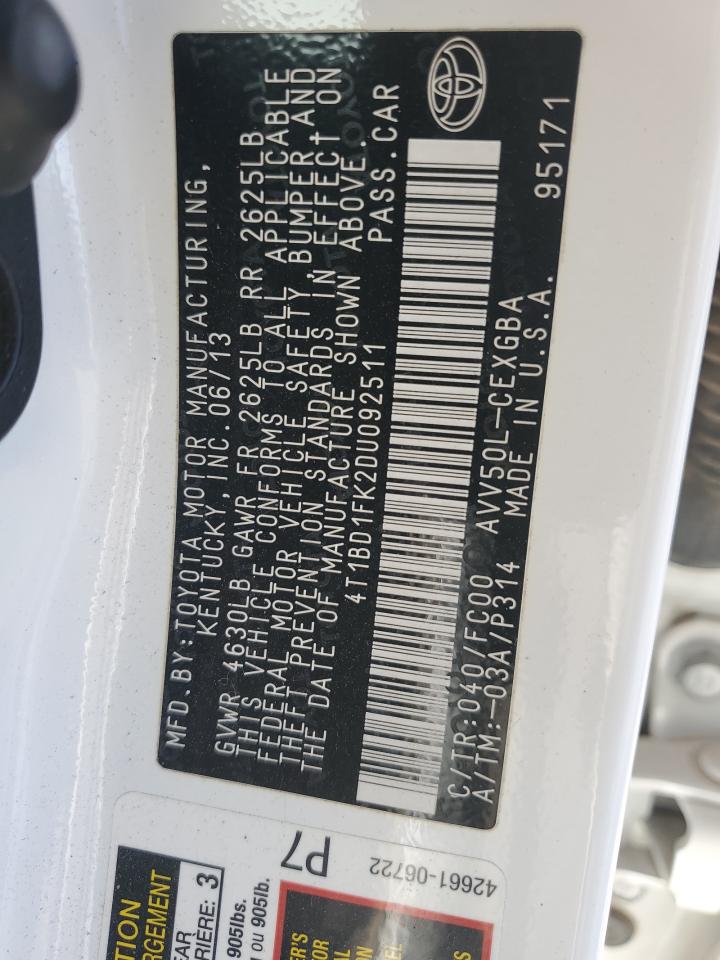 MFD.BY:TOYOTA MOTOR MANUFACTURING,
KENTUCKY, INC.06/13
GVWR 4630LB GAWR FR 2625LB RR 2625LB
THIS VEHICLE CONFORMS TO ALL APPLICABLE
FEDERAL MOTOR VEHICLE SAFETY,BUMPER,AND
THEFT PREVENTION STANDARDS IN EFFECT ON
THE DATE OF MANUFACTURE SHOWN ABOVE.
4T1BD1FK2DU092511 PASS.CAR
C/TR:040/FC00 AVV50L-CEXGBA
A/TM:-03A/P314 MADE IN U.S.A. 95171
42661-06722
P7
3
905lbs.
ou 905lb.